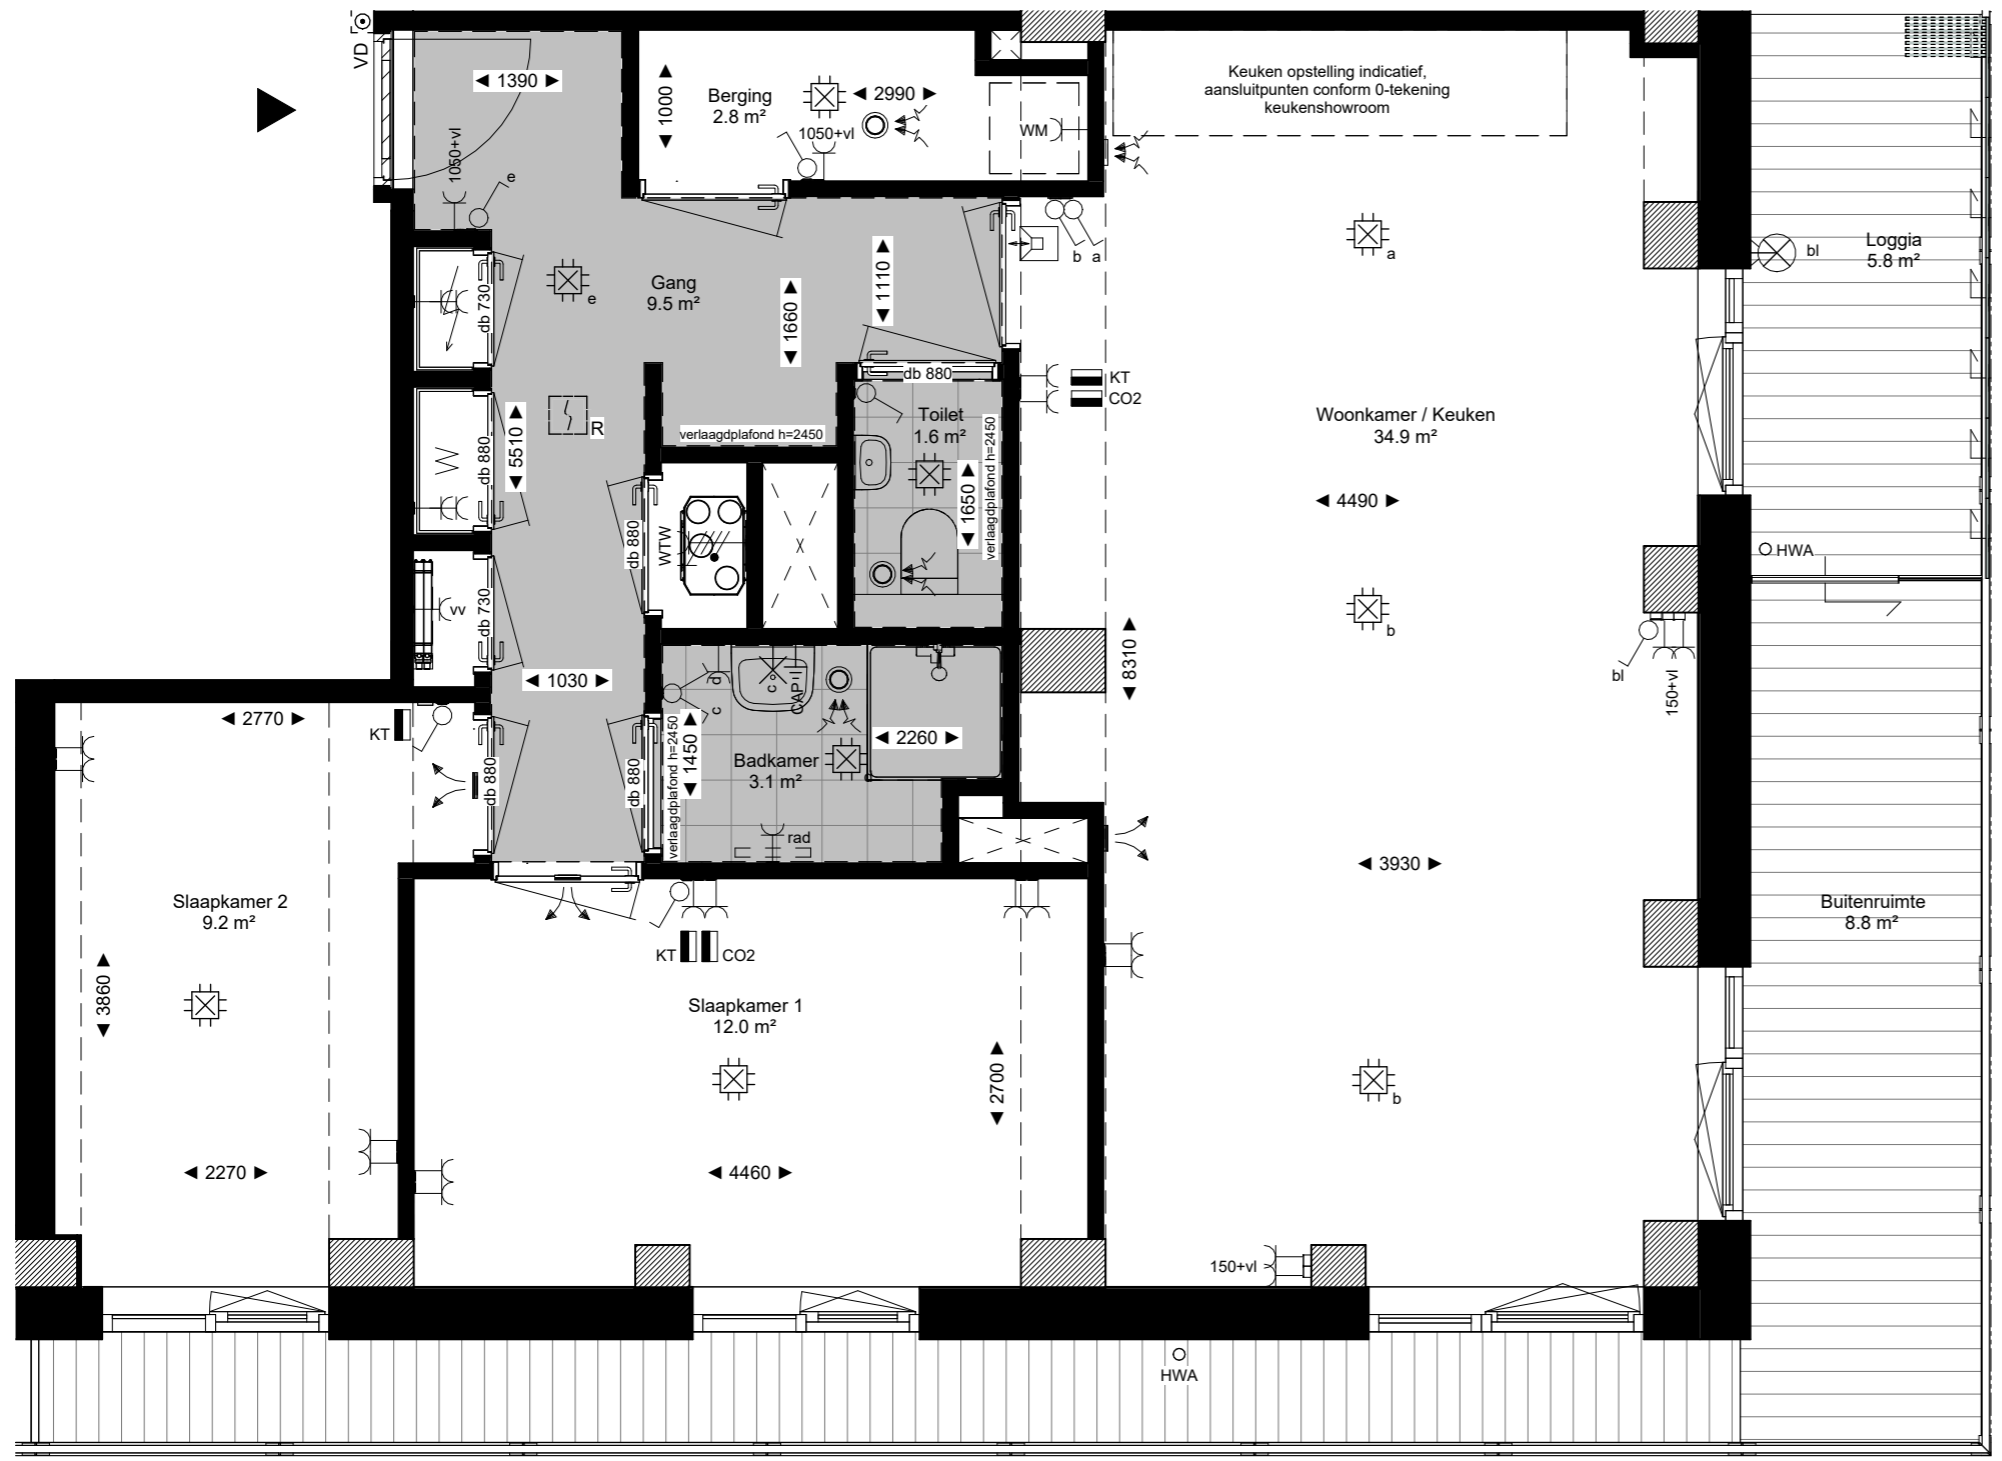 VD
1390
1050+vl
e
1000
Berging
2.8 m²
2990
1050+vl
WM
Keuken opstelling indicatief,
aansluitpunten conform 0-tekening
keukenshowroom
db 730
e
Gang
9.5 m²
1660
1110
b
a
a
bl
Loggia
5.8 m²
db 880
KT
CO2
W
db 880
5510
R
verlaagdplafond h=2450
Toilet
1.6 m²
1650
verlaagdplafond h=2450
Woonkamer / Keuken
34.9 m²
4490
HWA
vv
db 730
db 880
WTW
b
8310
bl
150+vl
1030
d
c
c
CAP
2770
KT
db 880
db 880
verlaagdplafond h=2450
1450
Badkamer
3.1 m²
2260
rad
3930
Slaapkamer 2
9.2 m²
3860
2270
KT
CO2
Slaapkamer 1
12.0 m²
2700
4460
b
Buitenruimte
8.8 m²
150+vl
HWA